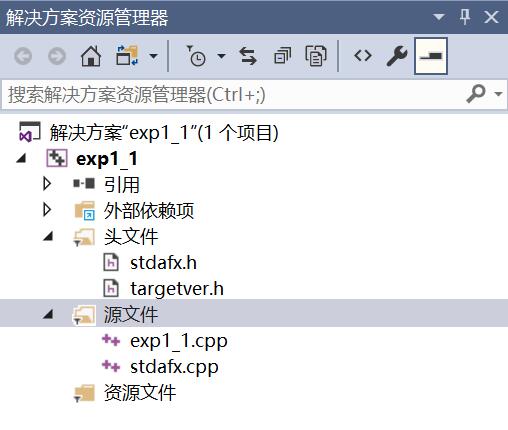 解决方案资源管理器
搜索解决方案资源管理器(Ctrl+;)
解决方案"exp1_1"(1 个项目)
exp1_1
引用
外部依赖项
头文件
stdafx.h
targetver.h
源文件
exp1_1.cpp
stdafx.cpp
资源文件